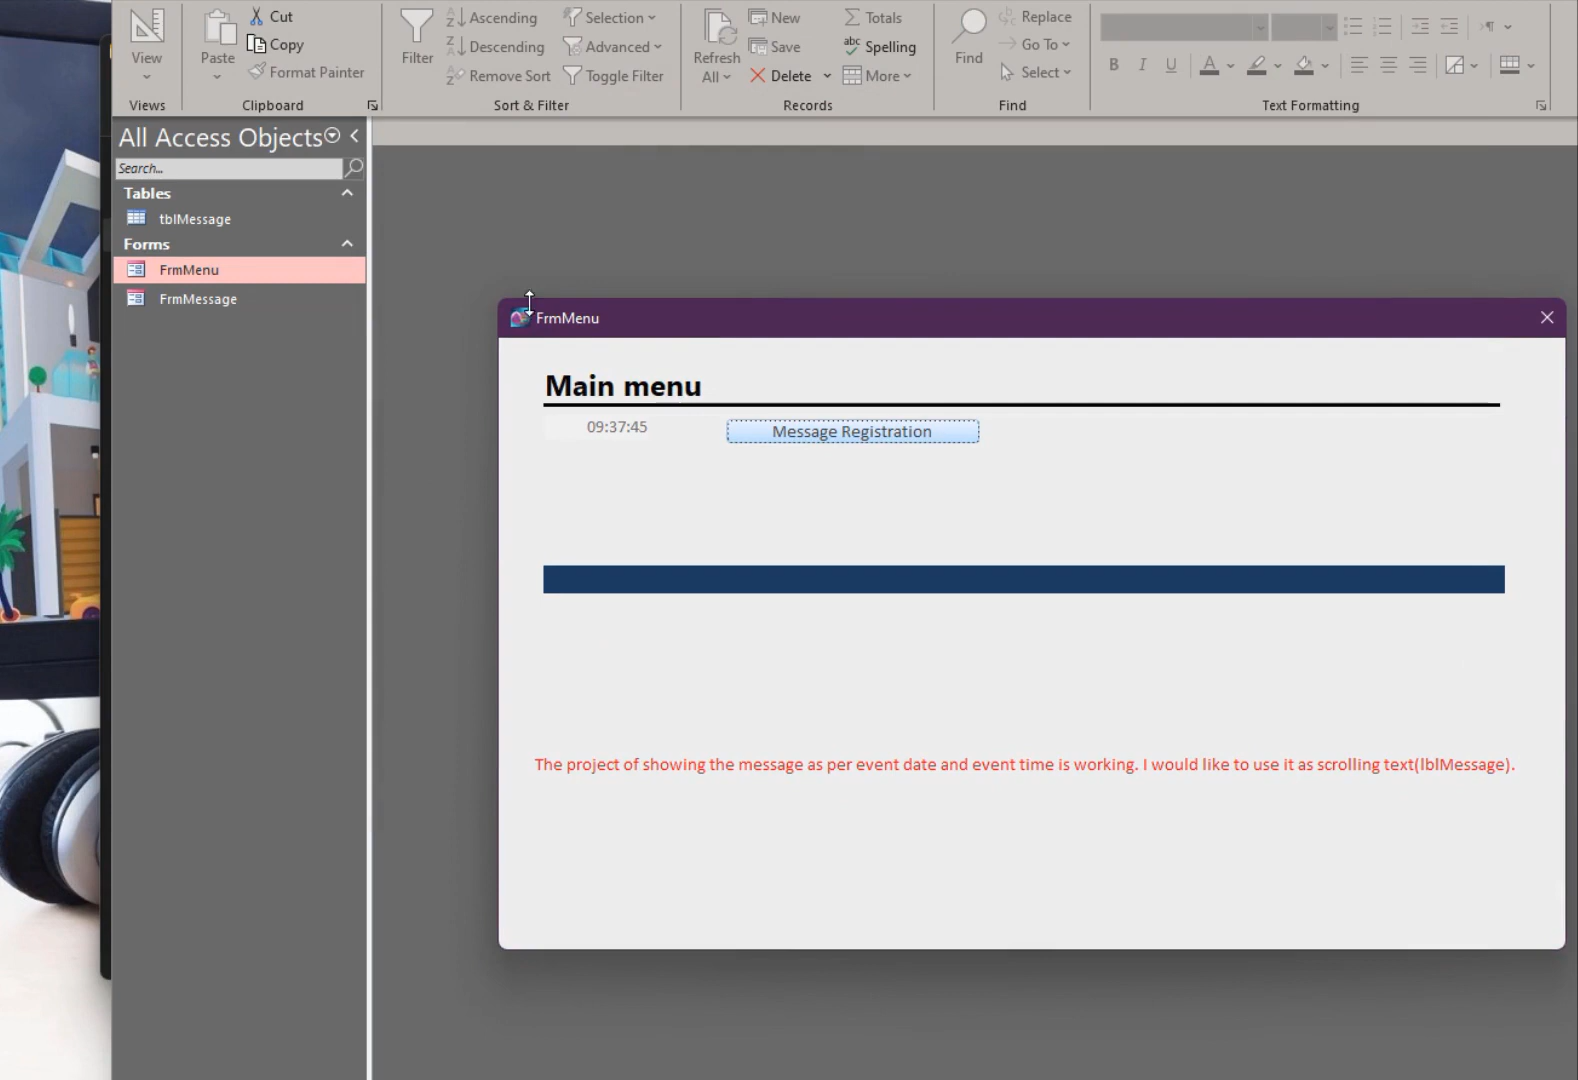 View
Views
Paste
Cut
Copy
Format Painter
Clipboard
Filter
Ascending
Descending
Remove Sort
Selection
Advanced
Toggle Filter
Sort & Filter
Refresh
All
New
Save
Delete
Totals
abc Spelling
More
Records
Find
Replace
Go To
Select
Find
B I U A
Text Formatting
All Access Objects
Search...
Tables
tblMessage
Forms
FrmMenu
FrmMessage
FrmMenu
Main menu
09:37:45
Message Registration
The project of showing the message as per event date and event time is working. I would like to use it as scrolling text(lblMessage).